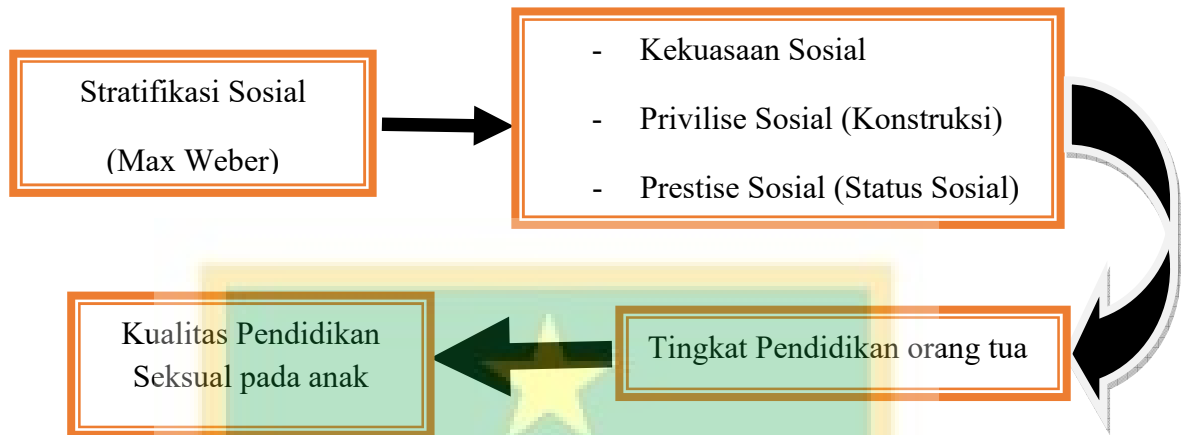 Stratifikasi Sosial
(Max Weber)
- Kekuasaan Sosial
- Privilise Sosial (Konstruksi)
- Prestise Sosial (Status Sosial)
Tingkat Pendidikan orang tua
Kualitas Pendidikan
Seksual pada anak